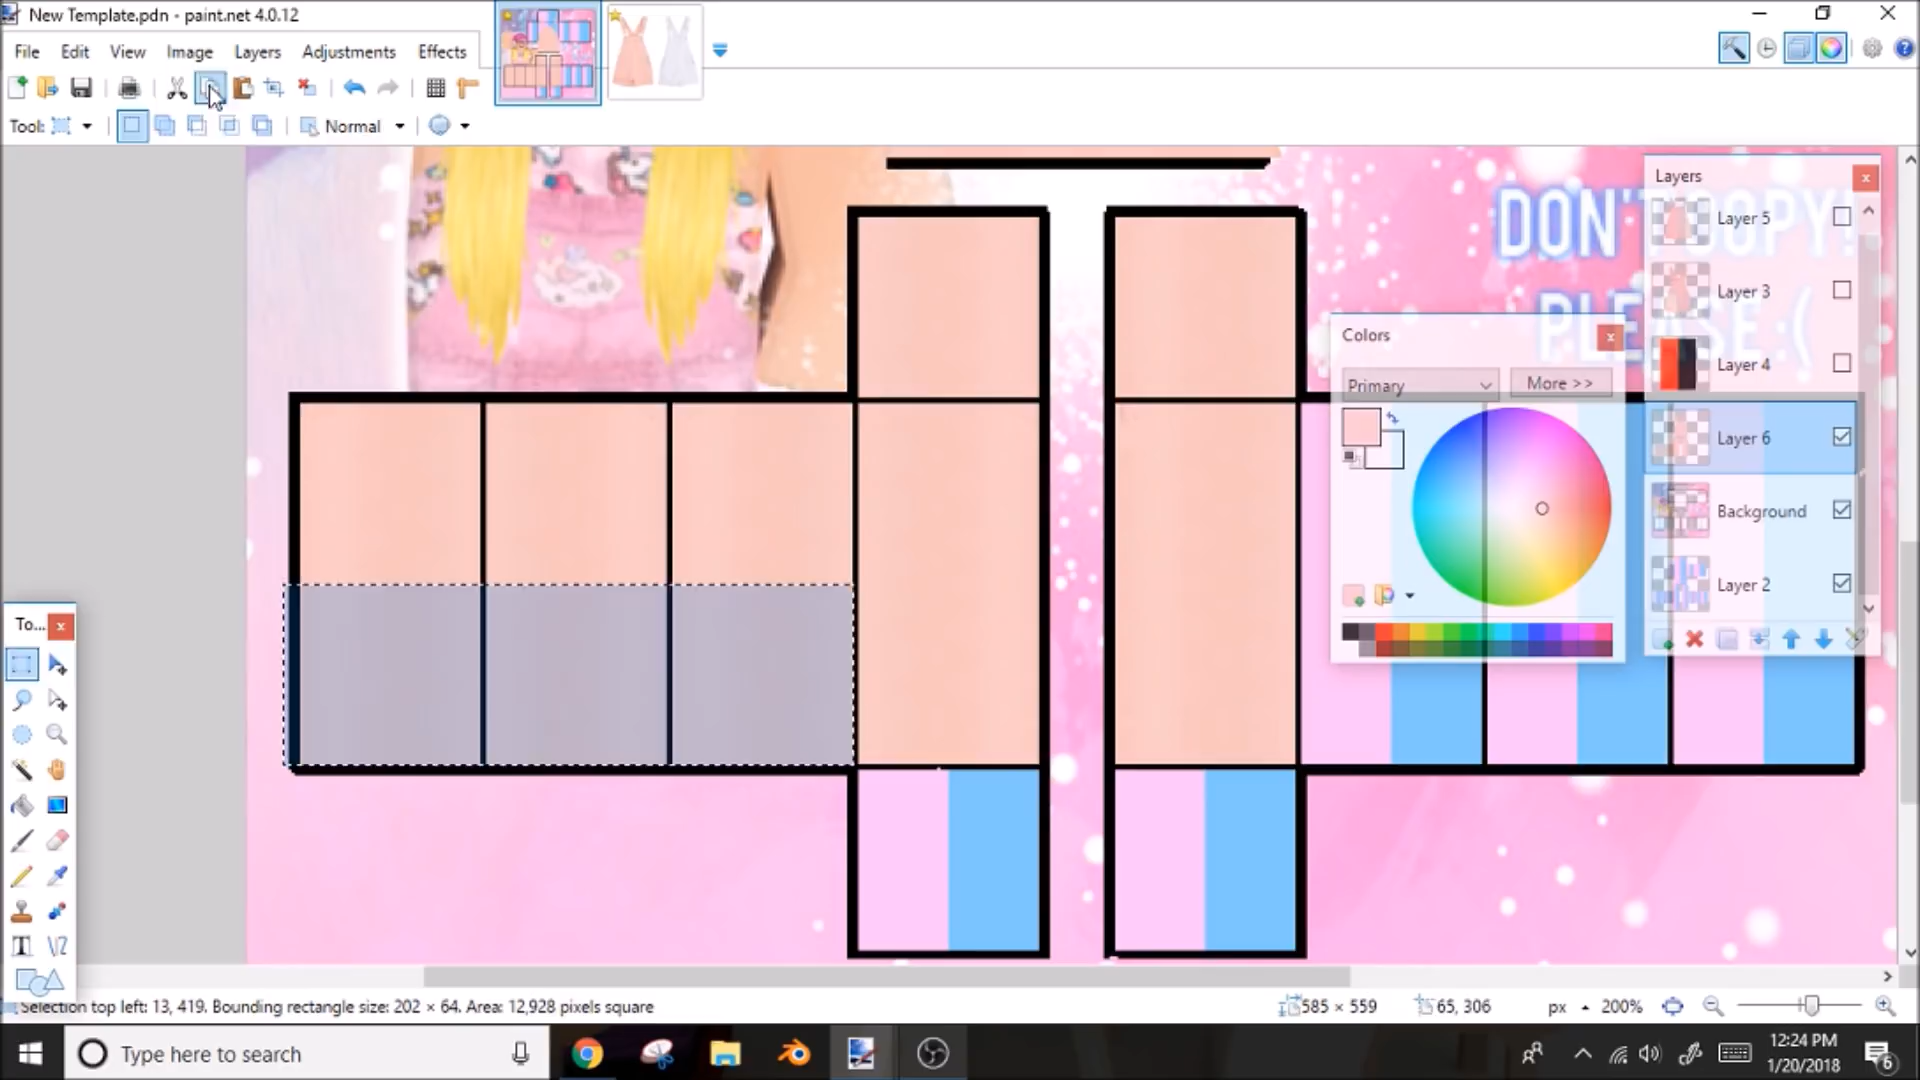 New Template.pdn - paint.net 4.0.12
File Edit View Image Layers Adjustments Effects
Tool: Normal
Layers
Layer 5
DON'T
Layer 3
Colors
Layer 4
Primary
More >>
Layer 6
Background
Layer 2
To...
Selection top left: 13, 419. Bounding rectangle size: 202 × 64. Area: 12,928 pixels square
585 × 559
65, 306
px
200%
Type here to search
12:24 PM
1/20/2018
6